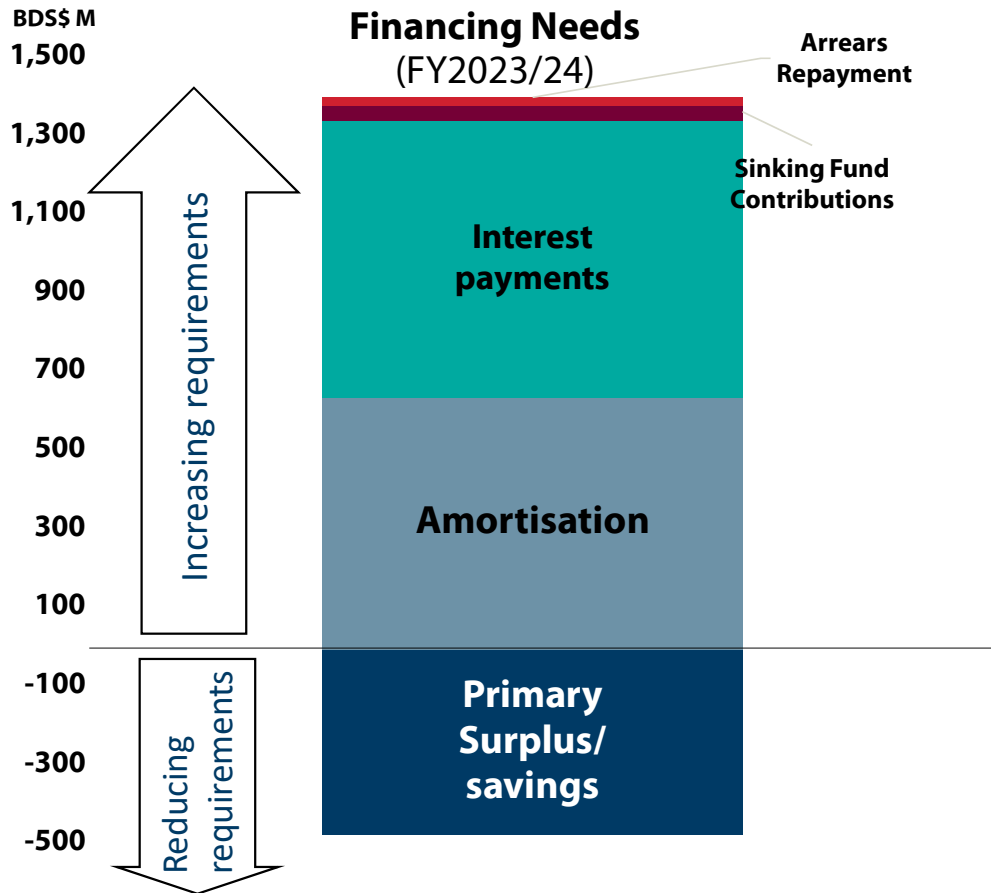 BDS$ M
Financing Needs
(FY2023/24)
1,500
1,300
1,100
900
700
500
300
100
-100
-300
-500
Increasing requirements
Reducing
requirements
Arrears
Repayment
Sinking Fund
Contributions
Interest
payments
Amortisation
Primary
Surplus/
savings